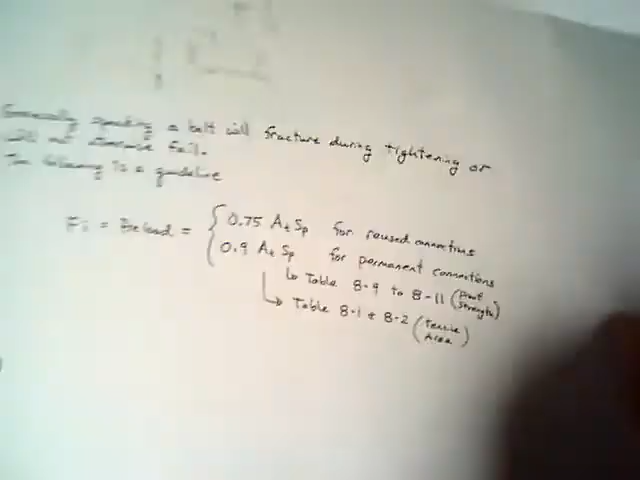 Generally speaking a bolt will fracture during tightening or
will not otherwise fail.
The following is a guideline
Fi = Preload = { 0.75 At Sp for reused connections
0.9 At Sp for permanent connections
↳ Table 8-9 to 8-11 (Proof Strength)
↳ Table 8-1 & 8-2 (Tensile Area)